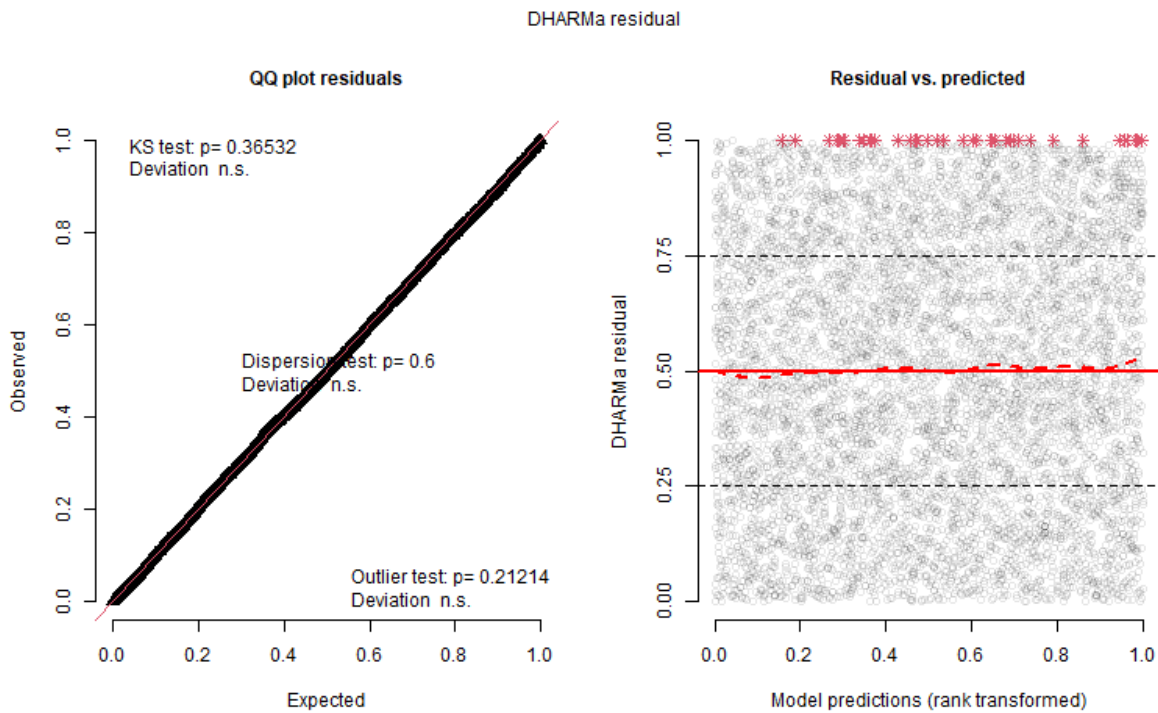 DHARMa residual
QQ plot residuals
KS test: p= 0.36532
Deviation n.s.
Dispersion test: p= 0.6
Deviation n.s.
Outlier test: p= 0.21214
Deviation n.s.
Observed
0.0 0.2 0.4 0.6 0.8 1.0
0.0 0.2 0.4 0.6 0.8 1.0
Expected
Residual vs. predicted
DHARMa residual
0.00 0.25 0.50 0.75 1.00
0.0 0.2 0.4 0.6 0.8 1.0
Model predictions (rank transformed)